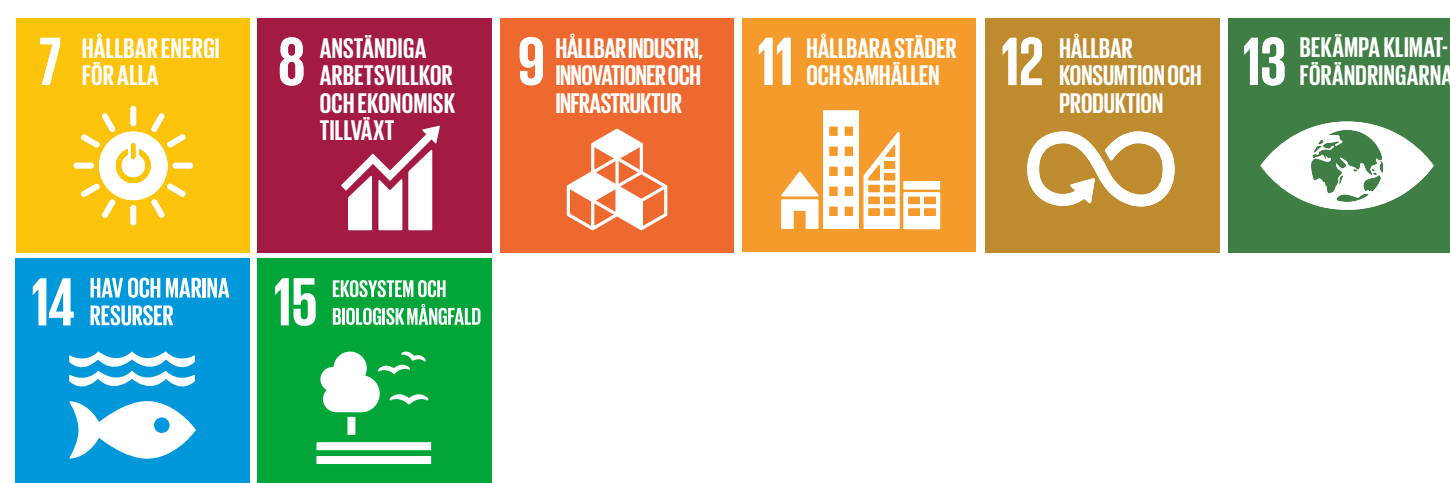 7 HÅLLBAR ENERGI
FÖR ALLA
8 ANSTÄNDIGA
ARBETSVILLKOR
OCH EKONOMISK
TILLVÄXT
9 HÅLLBAR INDUSTRI,
INNOVATIONER OCH
INFRASTRUKTUR
11 HÅLLBARA STÄDER
OCH SAMHÄLLEN
12 HÅLLBAR
KONSUMTION OCH
PRODUKTION
13 BEKÄMPA KLIMAT-
FÖRÄNDRINGARNA
14 HAV OCH MARINA
RESURSER
15 EKOSYSTEM OCH
BIOLOGISK MÅNGFALD